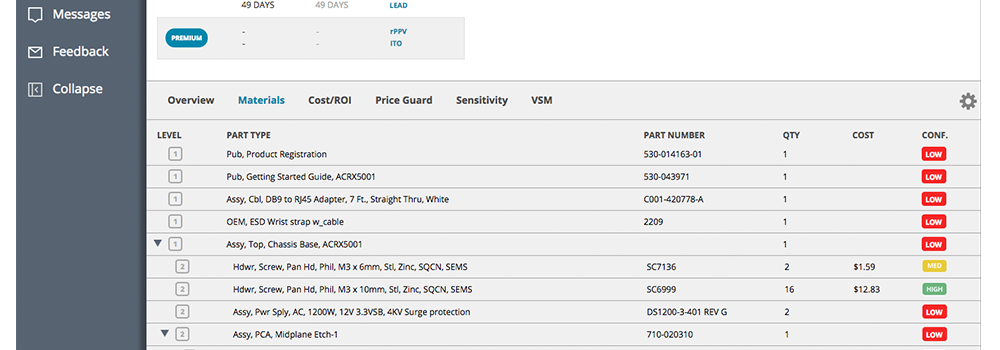 Messages
Feedback
Collapse
49 DAYS 49 DAYS LEAD
PREMIUM - - rPPV
- - ITO
Overview Materials Cost/ROI Price Guard Sensitivity VSM
LEVEL PART TYPE PART NUMBER QTY COST CONF.
1 Pub, Product Registration 530-014163-01 1 LOW
1 Pub, Getting Started Guide, ACRX5001 530-043971 1 LOW
1 Assy, Cbl, DB9 to RJ45 Adapter, 7 Ft., Straight Thru, White C001-420778-A 1 LOW
1 OEM, ESD Wrist strap w_cable 2209 1 LOW
1 Assy, Top, Chassis Base, ACRX5001 1 LOW
2 Hdwr, Screw, Pan Hd, Phil, M3 x 6mm, Stl, Zinc, SQCN, SEMS SC7136 2 $1.59 MED
2 Hdwr, Screw, Pan Hd, Phil, M3 x 10mm, Stl, Zinc, SQCN, SEMS SC6999 16 $12.83 HIGH
2 Assy, Pwr Sply, AC, 1200W, 12V 3.3VSB, 4KV Surge protection DS1200-3-401 REV G 2 LOW
2 Assy, PCA, Midplane Etch-1 710-020310 1 LOW